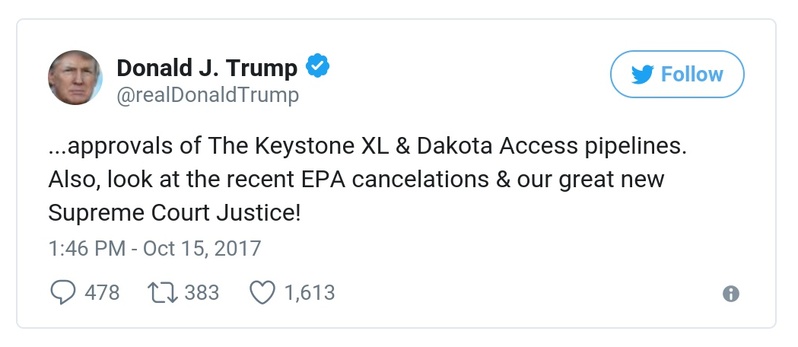 Donald J. Trump
@realDonaldTrump
Follow
...approvals of The Keystone XL & Dakota Access pipelines.
Also, look at the recent EPA cancelations & our great new
Supreme Court Justice!
1:46 PM - Oct 15, 2017
478 383 1,613